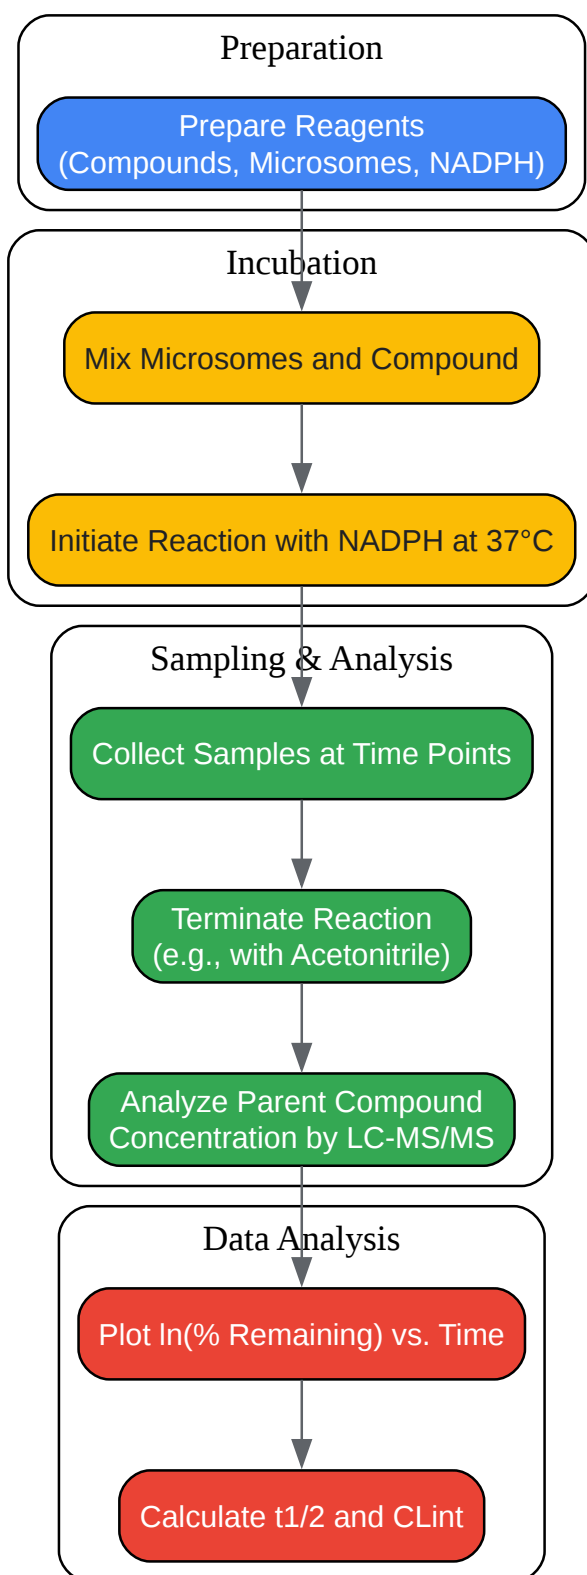 Preparation
Prepare Reagents
(Compounds, Microsomes, NADPH)
Incubation
Mix Microsomes and Compound
Initiate Reaction with NADPH at 37°C
Sampling & Analysis
Collect Samples at Time Points
Terminate Reaction
(e.g., with Acetonitrile)
Analyze Parent Compound
Concentration by LC-MS/MS
Data Analysis
Plot ln(% Remaining) vs. Time
Calculate t1/2 and CLint